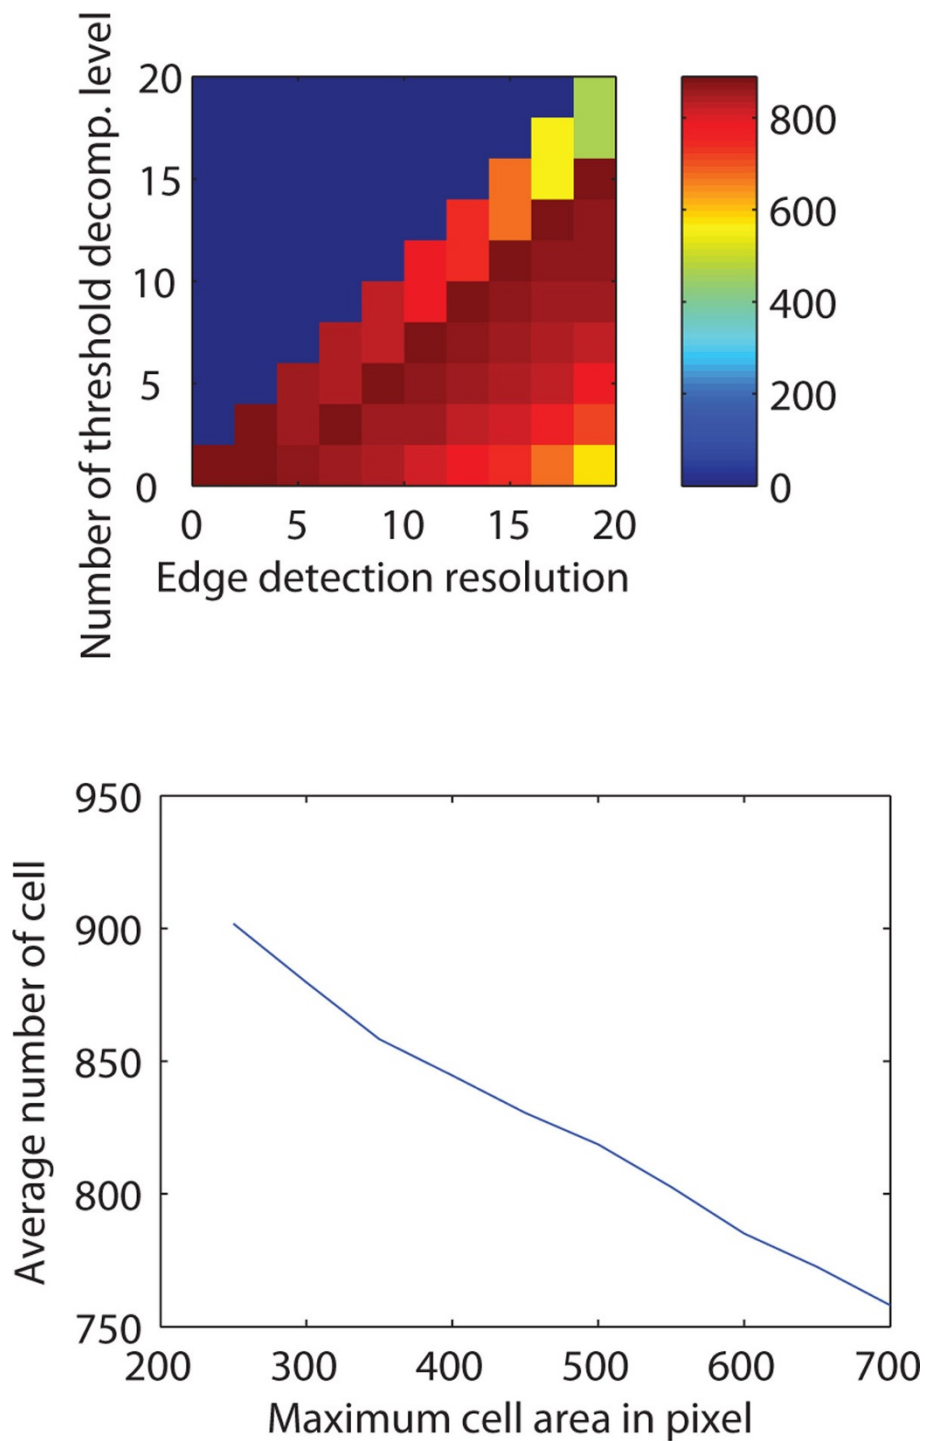 Number of threshold decomp. level
20
15
10
5
0
0 5 10 15 20
Edge detection resolution
800
600
400
200
0
Average number of cell
950
900
850
800
750
200 300 400 500 600 700
Maximum cell area in pixel